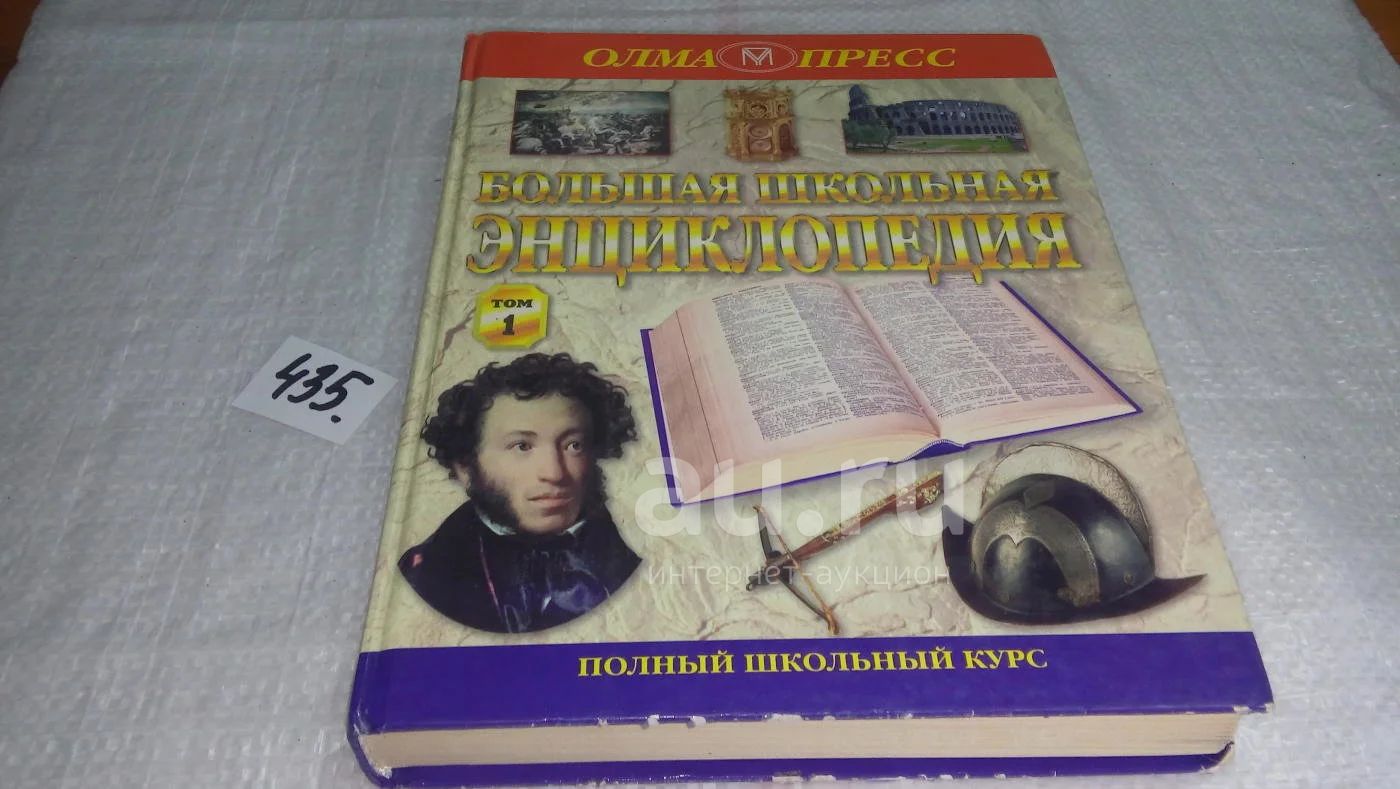 ОЛМА ПРЕСС
БОЛЬШАЯ ШКОЛЬНАЯ
ЭНЦИКЛОПЕДИЯ
ТОМ
1
435.
au.ru
интернет-аукцион
ПОЛНЫЙ ШКОЛЬНЫЙ КУРС